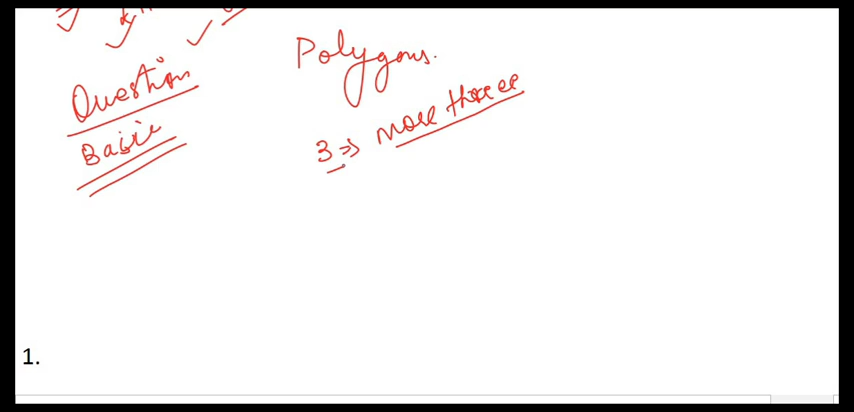 Question
Basic
Polygons.
3 ⇒ more three
1.